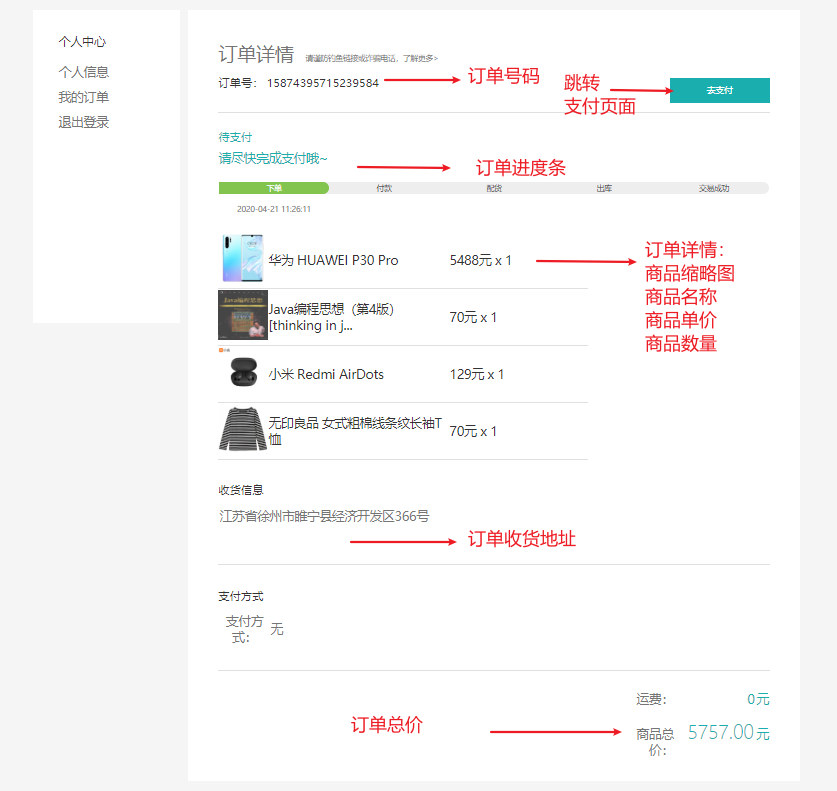 个人中心
个人信息
我的订单
退出登录
订单详情 请谨防钓鱼链接或诈骗电话,了解更多>
订单号: 15874395715239584
订单号码
跳转
支付页面
去支付
待支付
请尽快完成支付哦~
订单进度条
下单 付款 配货 出库 交易成功
2020-04-21 11:26:11
华为 HUAWEI P30 Pro 5488元 x 1
Java编程思想(第4版)
[thinking in j...
70元 x 1
小米 Redmi AirDots 129元 x 1
无印良品 女式粗棉线条纹长袖T
恤
70元 x 1
订单详情:
商品缩略图
商品名称
商品单价
商品数量
收货信息
江苏省徐州市睢宁县经济开发区366号
订单收货地址
支付方式
支付方
式:
无
运费: 0元
订单总价
商品总
价:
5757.00元